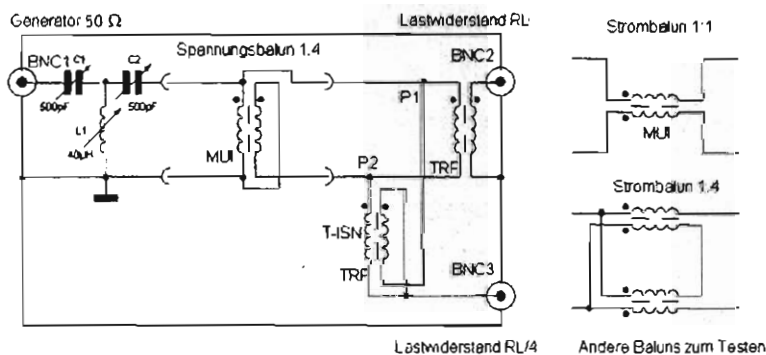 Generator 50 Ω
Lastwiderstand RL
Strombalun 1:1
Spannungsbalun 1.4
BNC1
C1
C2
BNC2
500pF
500pF
P1
L1
40µH
MUI
P2
TRF
MUI
Strombalun 1.4
T-ISN
TRF
BNC3
Lastwiderstand RL/4
Andere Baluns zum Testen